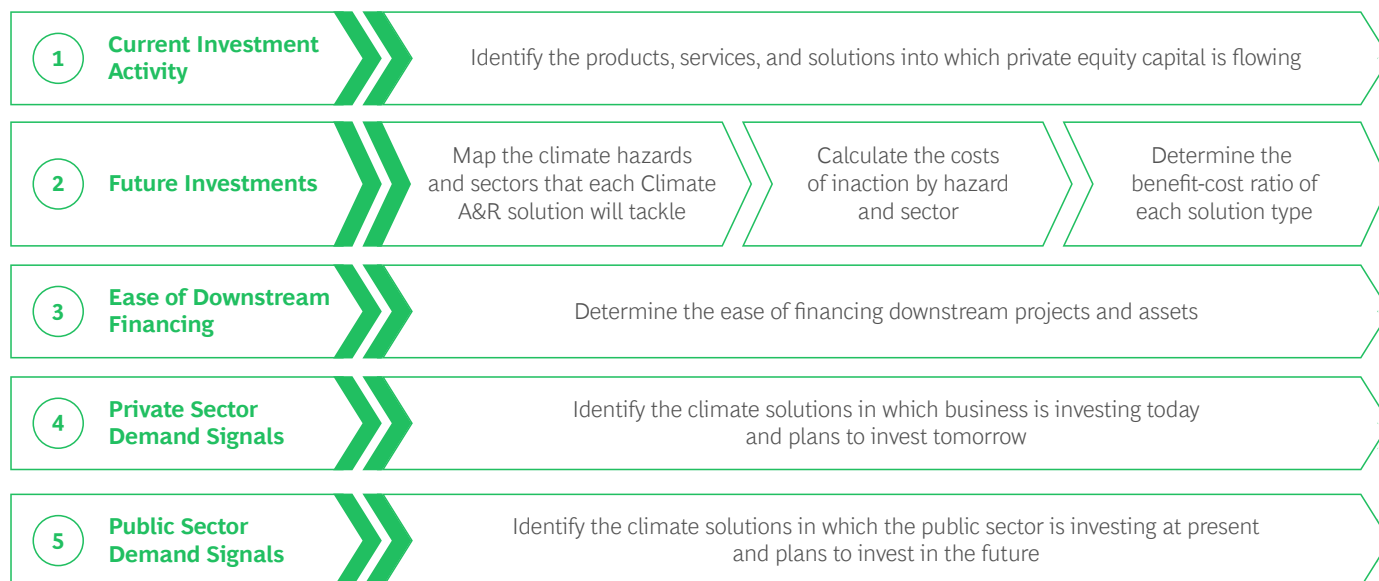 1
Current Investment
Activity
Identify the products, services, and solutions into which private equity capital is flowing
2
Future Investments
Map the climate hazards
and sectors that each Climate
A&R solution will tackle
Calculate the costs
of inaction by hazard
and sector
Determine the
benefit-cost ratio of
each solution type
3
Ease of Downstream
Financing
Determine the ease of financing downstream projects and assets
4
Private Sector
Demand Signals
Identify the climate solutions in which business is investing today
and plans to invest tomorrow
5
Public Sector
Demand Signals
Identify the climate solutions in which the public sector is investing at present
and plans to invest in the future